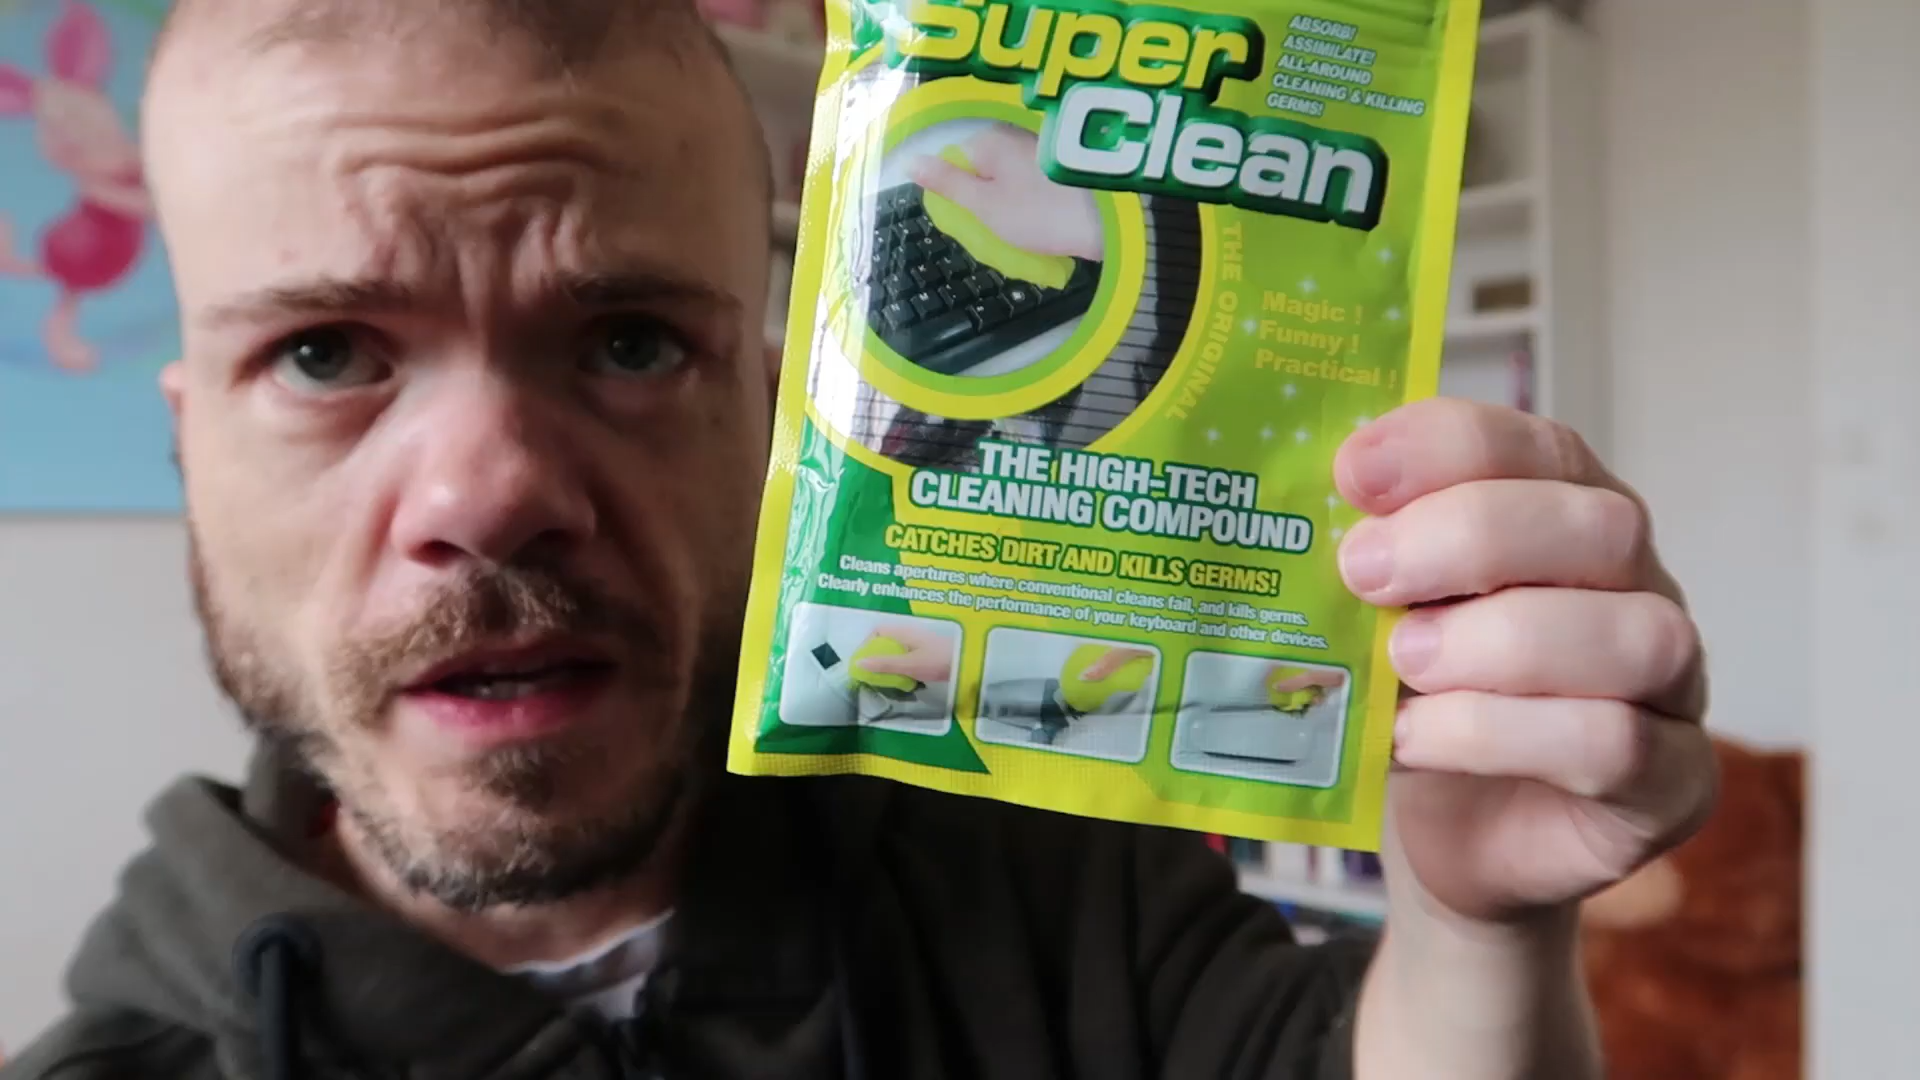 Super
Clean
ABSORB!
ASSIMILATE!
ALL-AROUND
CLEANING & KILLING
GERMS!
THE ORIGINAL
Magic !
Funny !
Practical !
THE HIGH-TECH
CLEANING COMPOUND
CATCHES DIRT AND KILLS GERMS!
Cleans apertures where conventional cleans fail, and kills germs.
Clearly enhances the performance of your keyboard and other devices.